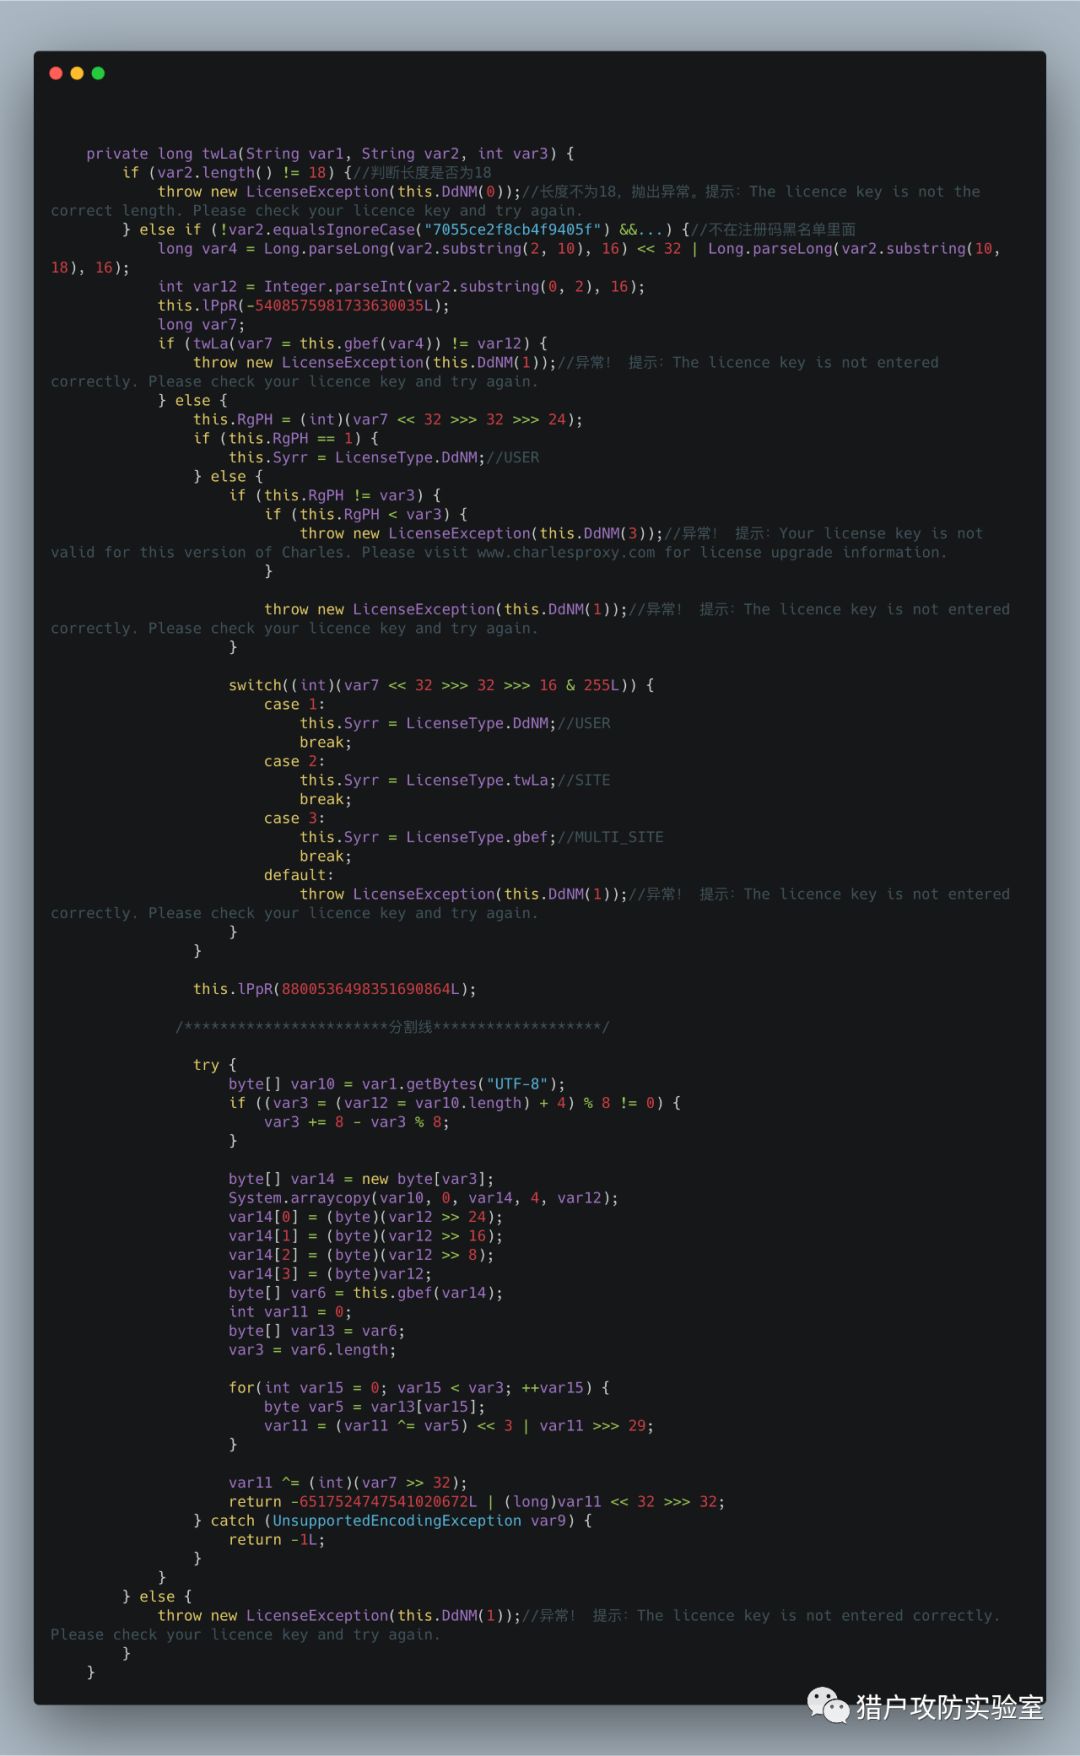 private long twLa(String var1, String var2, int var3) {
if (var2.length() != 18) {//判断长度是否为18
throw new LicenseException(this.DdNM(0));//长度不为18，抛出异常。提示：The licence key is not the
correct length. Please check your licence key and try again.
} else if (!var2.equalsIgnoreCase("7055ce2f8cb4f9405f") &&...) {//不在注册码黑名单里面
long var4 = Long.parseLong(var2.substring(2, 10), 16) << 32 | Long.parseLong(var2.substring(10,
18), 16);
int var12 = Integer.parseInt(var2.substring(0, 2), 16);
this.lPpR(-5408575981733630035L);
long var7;
if (twLa(var7 = this.gbef(var4)) != var12) {
throw new LicenseException(this.DdNM(1));//异常！ 提示：The licence key is not entered
correctly. Please check your licence key and try again.
} else {
this.RgPH = (int)(var7 << 32 >>> 32 >>> 24);
if (this.RgPH == 1) {
this.Syrr = LicenseType.DdNM;//USER
} else {
if (this.RgPH != var3) {
if (this.RgPH < var3) {
throw new LicenseException(this.DdNM(3));//异常！ 提示：Your license key is not
valid for this version of Charles. Please visit www.charlesproxy.com for license upgrade information.
}
throw new LicenseException(this.DdNM(1));//异常！ 提示：The licence key is not entered
correctly. Please check your licence key and try again.
}
switch((int)(var7 << 32 >>> 32 >>> 16 & 255L)) {
case 1:
this.Syrr = LicenseType.DdNM;//USER
break;
case 2:
this.Syrr = LicenseType.twLa;//SITE
break;
case 3:
this.Syrr = LicenseType.gbef;//MULTI_SITE
break;
default:
throw LicenseException(this.DdNM(1));//异常！ 提示：The licence key is not entered
correctly. Please check your licence key and try again.
}
}
this.lPpR(8800536498351690864L);
/***********************分割线*******************/
try {
byte[] var10 = var1.getBytes("UTF-8");
if ((var3 = (var12 = var10.length) + 4) % 8 != 0) {
var3 += 8 - var3 % 8;
}
byte[] var14 = new byte[var3];
System.arraycopy(var10, 0, var14, 4, var12);
var14[0] = (byte)(var12 >> 24);
var14[1] = (byte)(var12 >> 16);
var14[2] = (byte)(var12 >> 8);
var14[3] = (byte)var12;
byte[] var6 = this.gbef(var14);
int var11 = 0;
byte[] var13 = var6;
var3 = var6.length;
for(int var15 = 0; var15 < var3; ++var15) {
byte var5 = var13[var15];
var11 = (var11 ^= var5) << 3 | var11 >>> 29;
}
var11 ^= (int)(var7 >> 32);
return -6517524747541020672L | (long)var11 << 32 >>> 32;
} catch (UnsupportedEncodingException var9) {
return -1L;
}
}
} else {
throw new LicenseException(this.DdNM(1));//异常！ 提示：The licence key is not entered correctly.
Please check your licence key and try again.
}
}
猎户攻防实验室